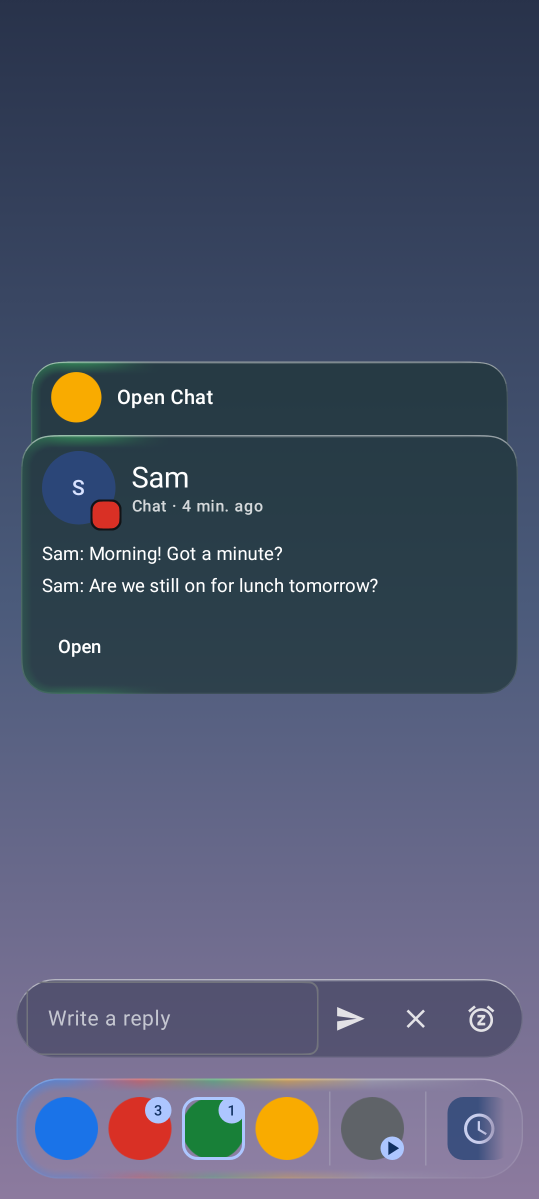 Open Chat
S
Sam
Chat · 4 min. ago
Sam: Morning! Got a minute?
Sam: Are we still on for lunch tomorrow?
Open
Write a reply
z
3
1